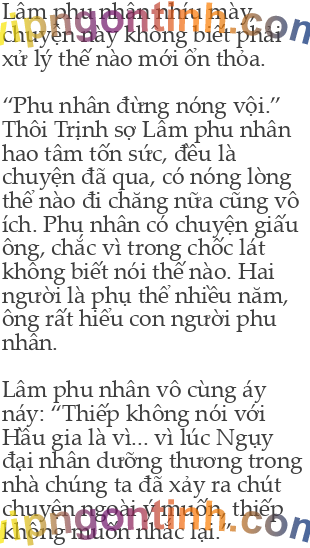 Lâm phu nhân nhíu mày,
chuyện này không biết phải
xử lý thế nào mới ổn thỏa.
“Phu nhân đừng nóng vội.”
Thôi Trịnh sợ Lâm phu nhân
hao tâm tốn sức, đều là
chuyện đã qua, có nóng lòng
thế nào đi chăng nữa cũng vô
ích. Phu nhân có chuyện giấu
ông, chắc vì trong chốc lát
không biết nói thế nào. Hai
người là phu thể nhiều năm,
ông rất hiểu con người phu
nhân.
Lâm phu nhân vô cùng áy
náy: “Thiếp không nói với
Hầu gia là vì... vì lúc Ngụy
đại nhân dưỡng thương trong
nhà chúng ta đã xảy ra chút
chuyện ngoài ý muốn, thiếp
không muốn nhắc lại.”
vipngontinh.com
vipngontinh.com